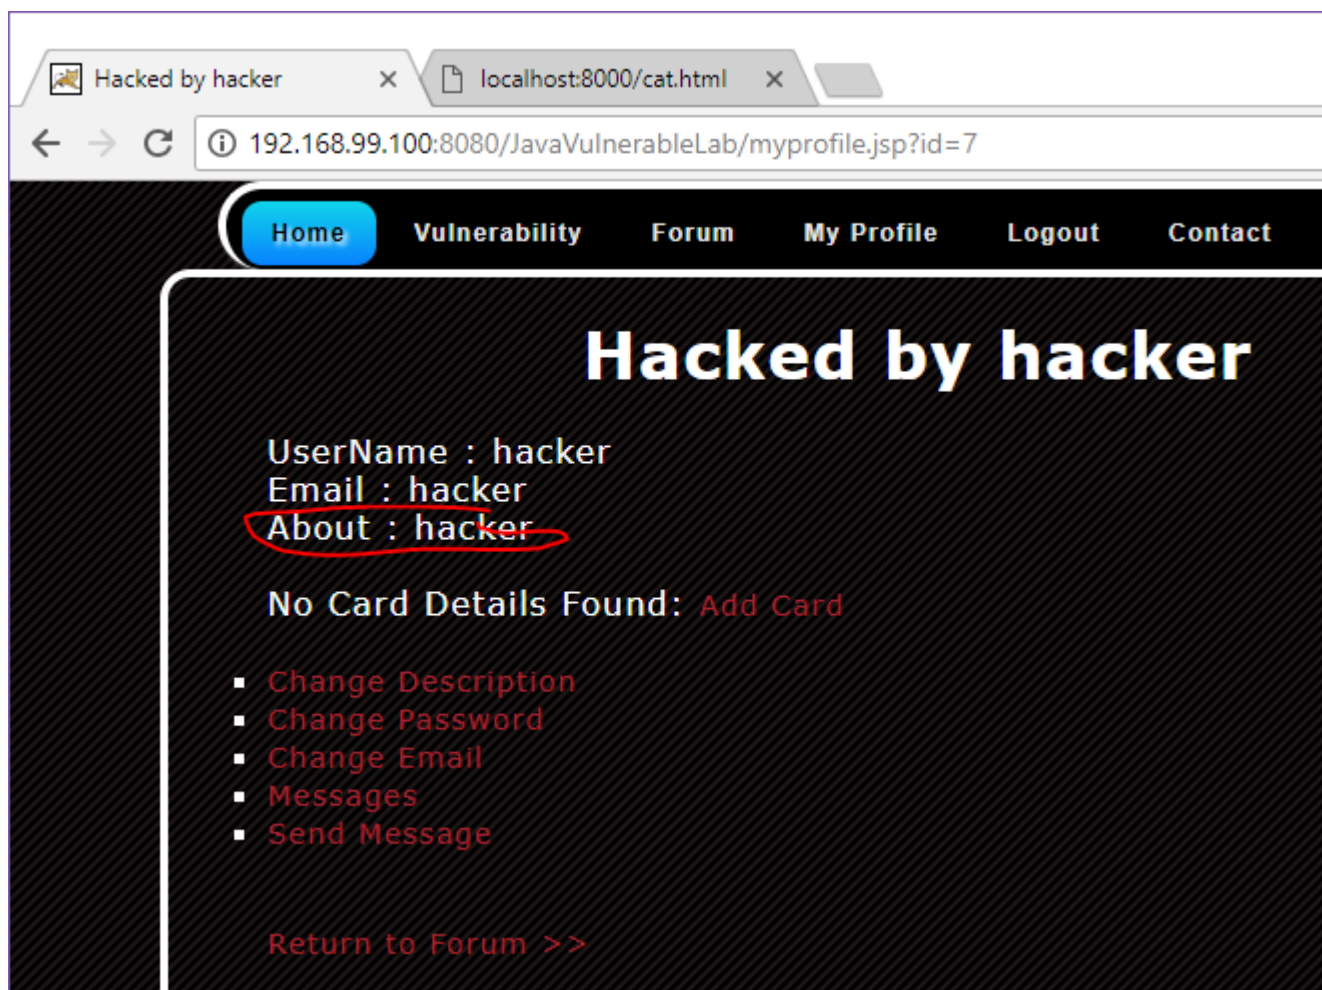 Hacked by hacker
localhost:8000/cat.html
192.168.99.100:8080/JavaVulnerableLab/myprofile.jsp?id=7
Home Vulnerability Forum My Profile Logout Contact
Hacked by hacker
UserName : hacker
Email : hacker
About : hacker
No Card Details Found: Add Card
Change Description
Change Password
Change Email
Messages
Send Message
Return to Forum >>